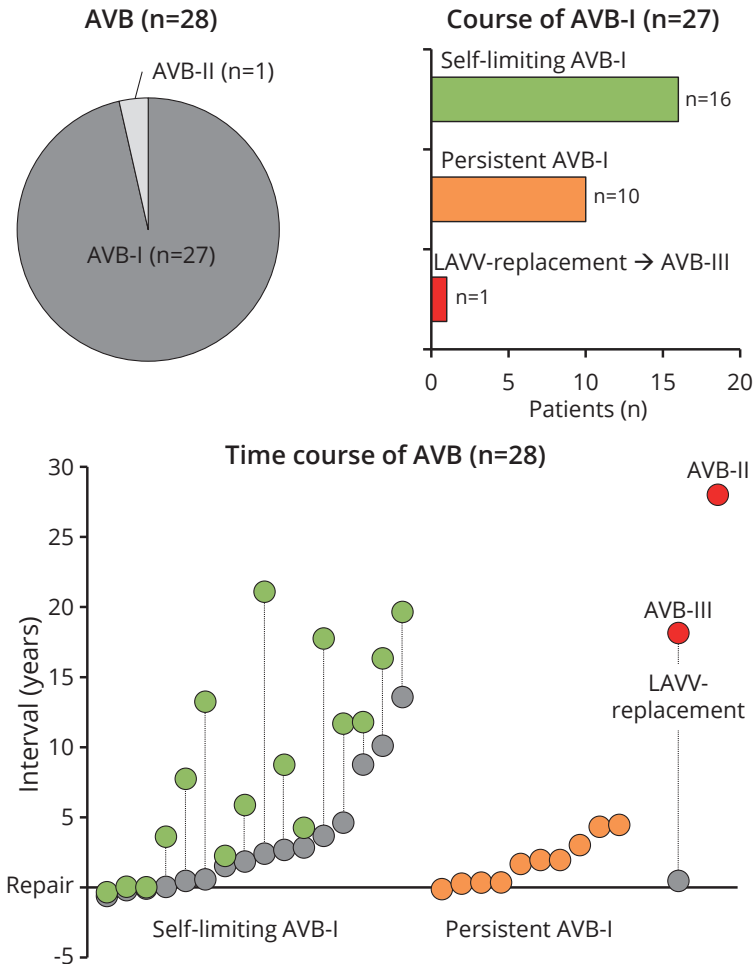 AVB (n=28)
AVB-II (n=1)
AVB-I (n=27)
Course of AVB-I (n=27)
Self-limiting AVB-I
n=16
Persistent AVB-I
n=10
LAVV-replacement → AVB-III
n=1
0 5 10 15 20
Patients (n)
Time course of AVB (n=28)
Interval (years)
30
25
20
15
10
5
Repair
-5
AVB-II
AVB-III
LAVV-
replacement
Self-limiting AVB-I
Persistent AVB-I